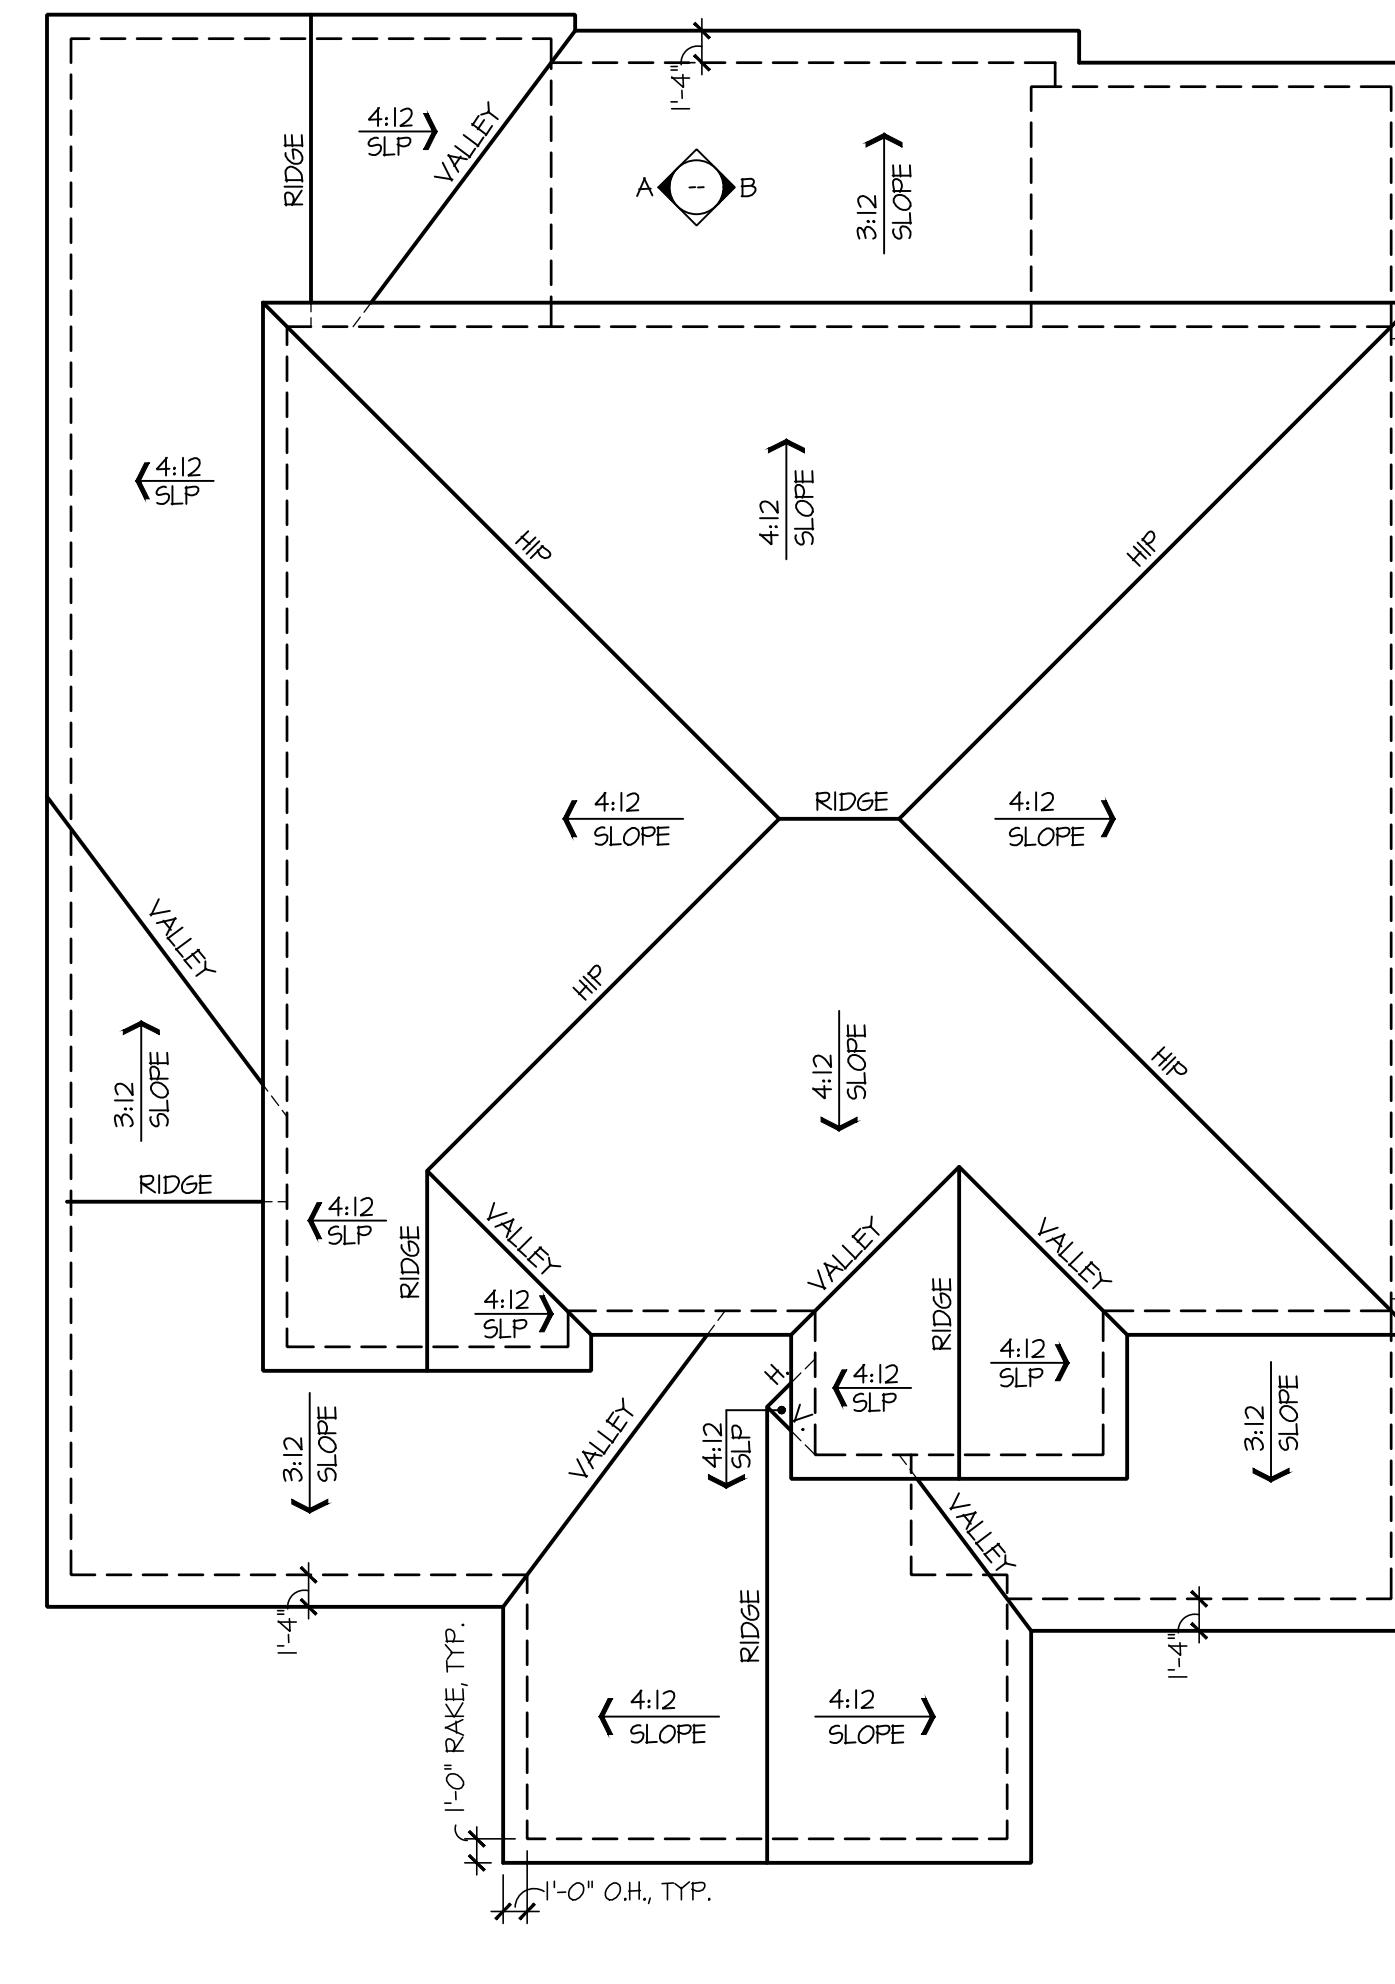 1'-4"
4:12
SLP
VALLEY
RIDGE
A -- B
3:12
SLOPE
4:12
SLP
4:12
SLOPE
HIP
HIP
4:12
SLOPE
RIDGE
4:12
SLOPE
VALLEY
HIP
3:12
SLOPE
4:12
SLOPE
HIP
RIDGE
4:12
SLP
RIDGE
VALLEY
4:12
SLP
VALLEY
RIDGE
VALLEY
4:12
SLP
4:12
SLP
H.
V.
4:12
SLP
3:12
SLOPE
VALLEY
3:12
SLOPE
VALLEY
1'-4"
1'-4"
RIDGE
1'-0" RAKE, TYP.
4:12
SLOPE
4:12
SLOPE
1'-0" O.H., TYP.